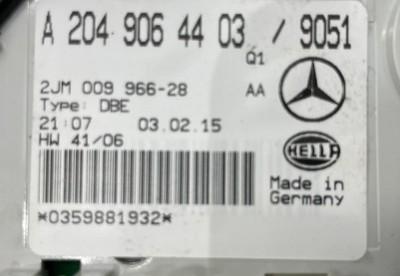 A 204 906 44 03 / 9051
Q1
2JM 009 966-28 AA
Type: DBE
21:07 03.02.15
HW 41/06
HELLA
Made in
Germany
*0359881932*